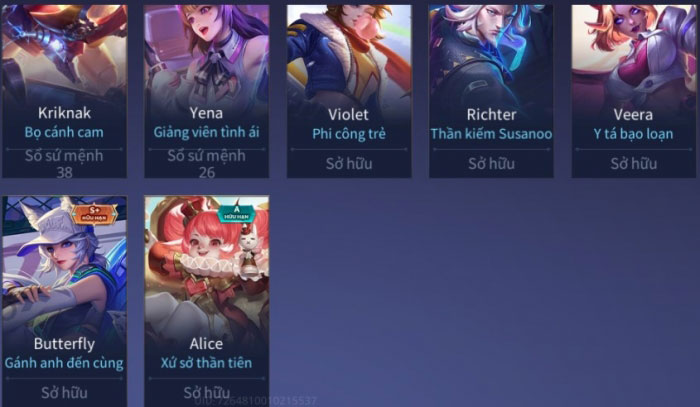 Kriknak
Bọ cánh cam
Số sứ mệnh
38
Yena
Giảng viên tình ái
Số sứ mệnh
26
Violet
Phi công trẻ
Sở hữu
Richter
Thần kiếm Susanoo
Sở hữu
Veera
Y tá bạo loạn
Sở hữu
S+
HỮU HẠN
Butterfly
Gánh anh đến cùng
Sở hữu
A
HỮU HẠN
Alice
Xứ sở thần tiên
Sở hữu
UID:7264810010215537